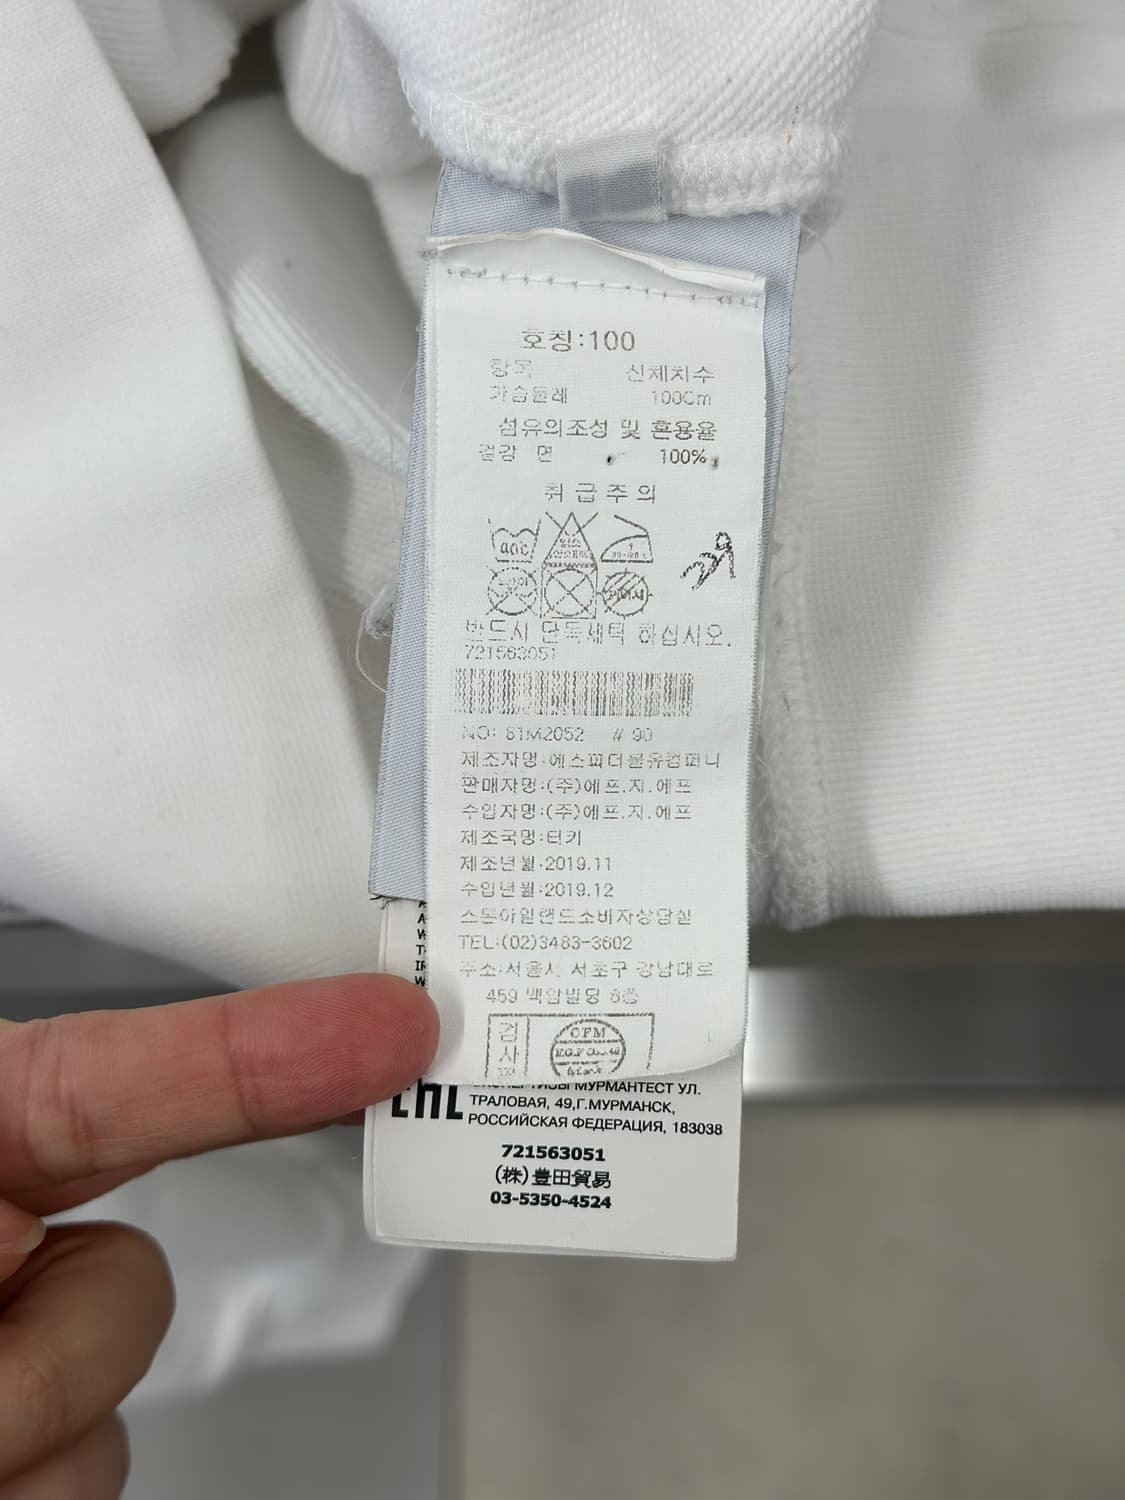 호칭:100
항목 신체치수
가슴둘레 100Cm
섬유의조성 및 혼용율
겉감 면 100%
취급주의
반드시 단독세탁 하십시오.
721563051
NO: 61M2052 # 90
제조자명:에스피더블유컴퍼니
판매자명:(주)에프.지.에프
수입자명:(주)에프.지.에프
제조국명:터키
제조년월:2019.11
수입년월:2019.12
스톤아일랜드소비자상담실
TEL:(02)3483-3602
주소:서울시 서초구 강남대로
459 백암빌딩 6층
검사
CFM
EAC
ЭКСПЕРТИЗЫ МУРМАНТЕСТ УЛ.
ТРАЛОВАЯ, 49,Г.МУРМАНСК,
РОССИЙСКАЯ ФЕДЕРАЦИЯ, 183038
721563051
(株)豊田貿易
03-5350-4524